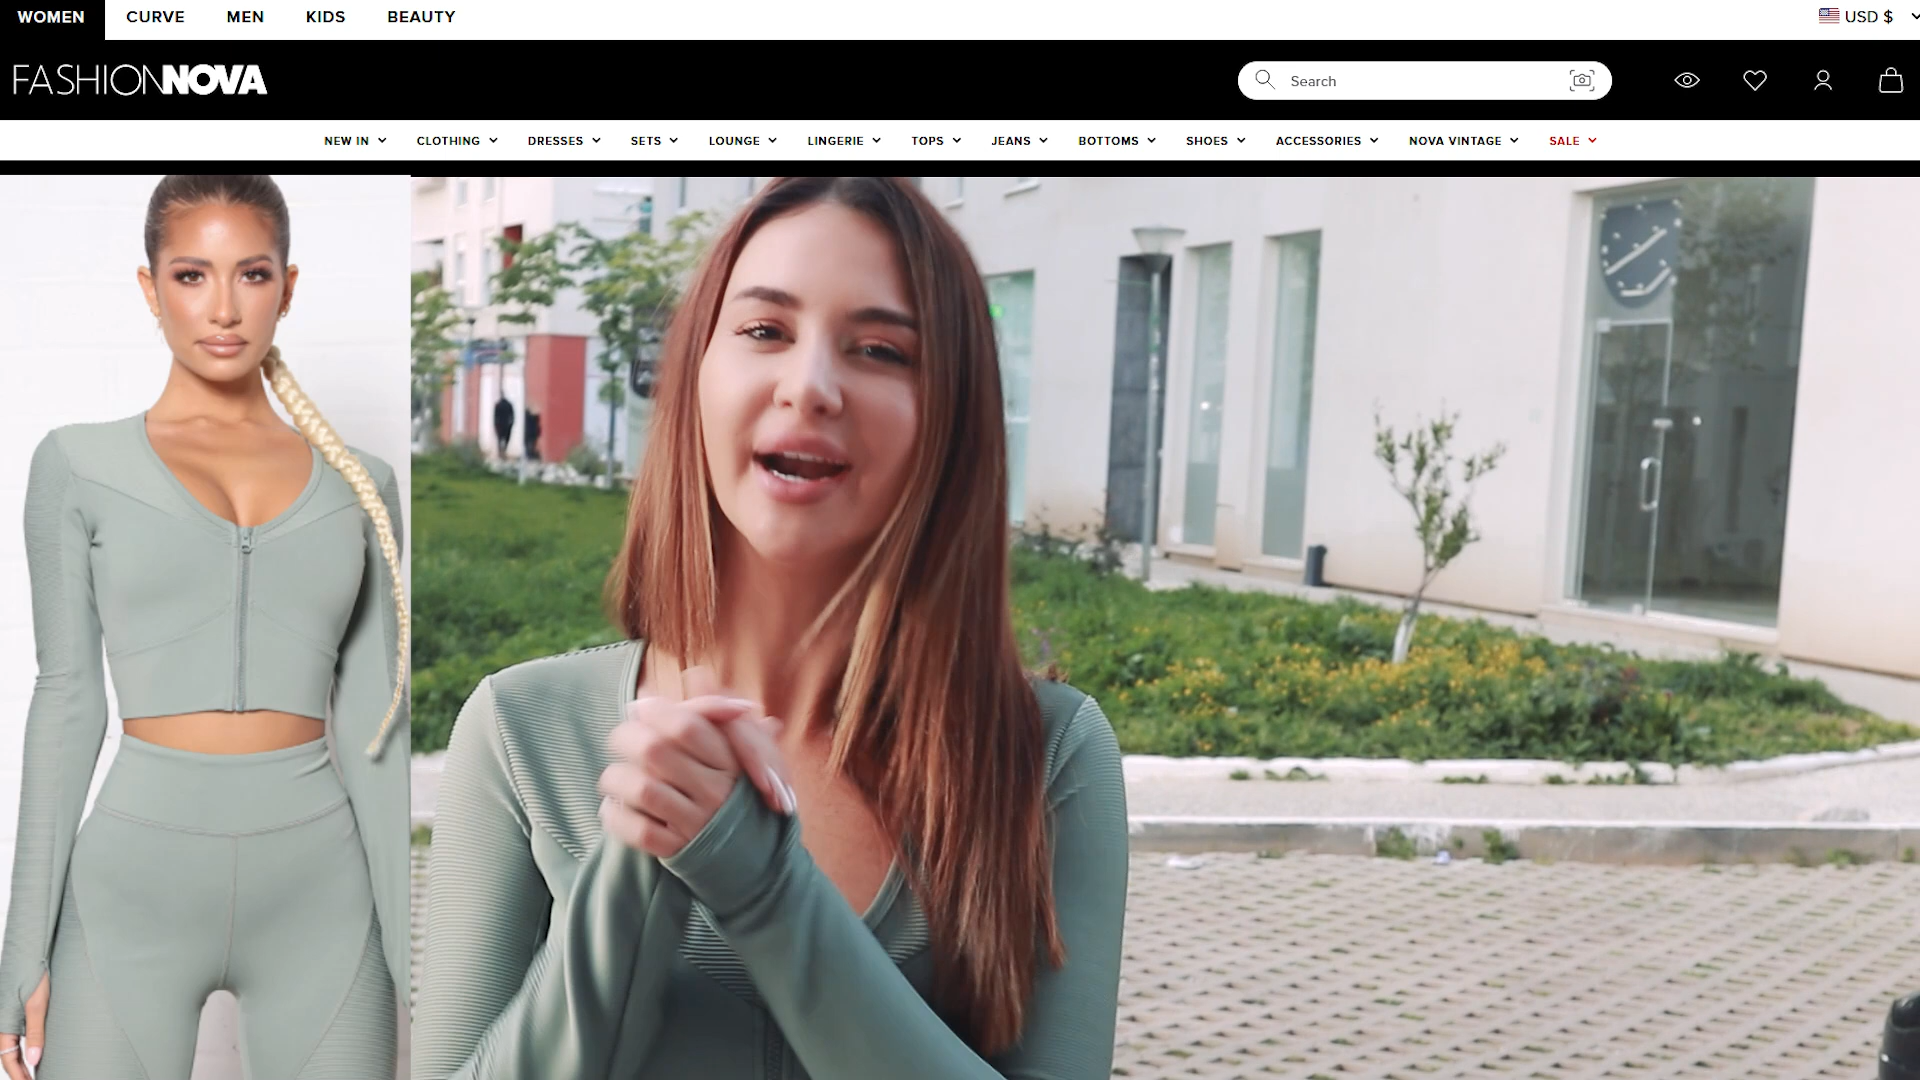 WOMEN CURVE MEN KIDS BEAUTY USD $
FASHIONNOVA Search
NEW IN CLOTHING DRESSES SETS LOUNGE LINGERIE TOPS JEANS BOTTOMS SHOES ACCESSORIES NOVA VINTAGE SALE